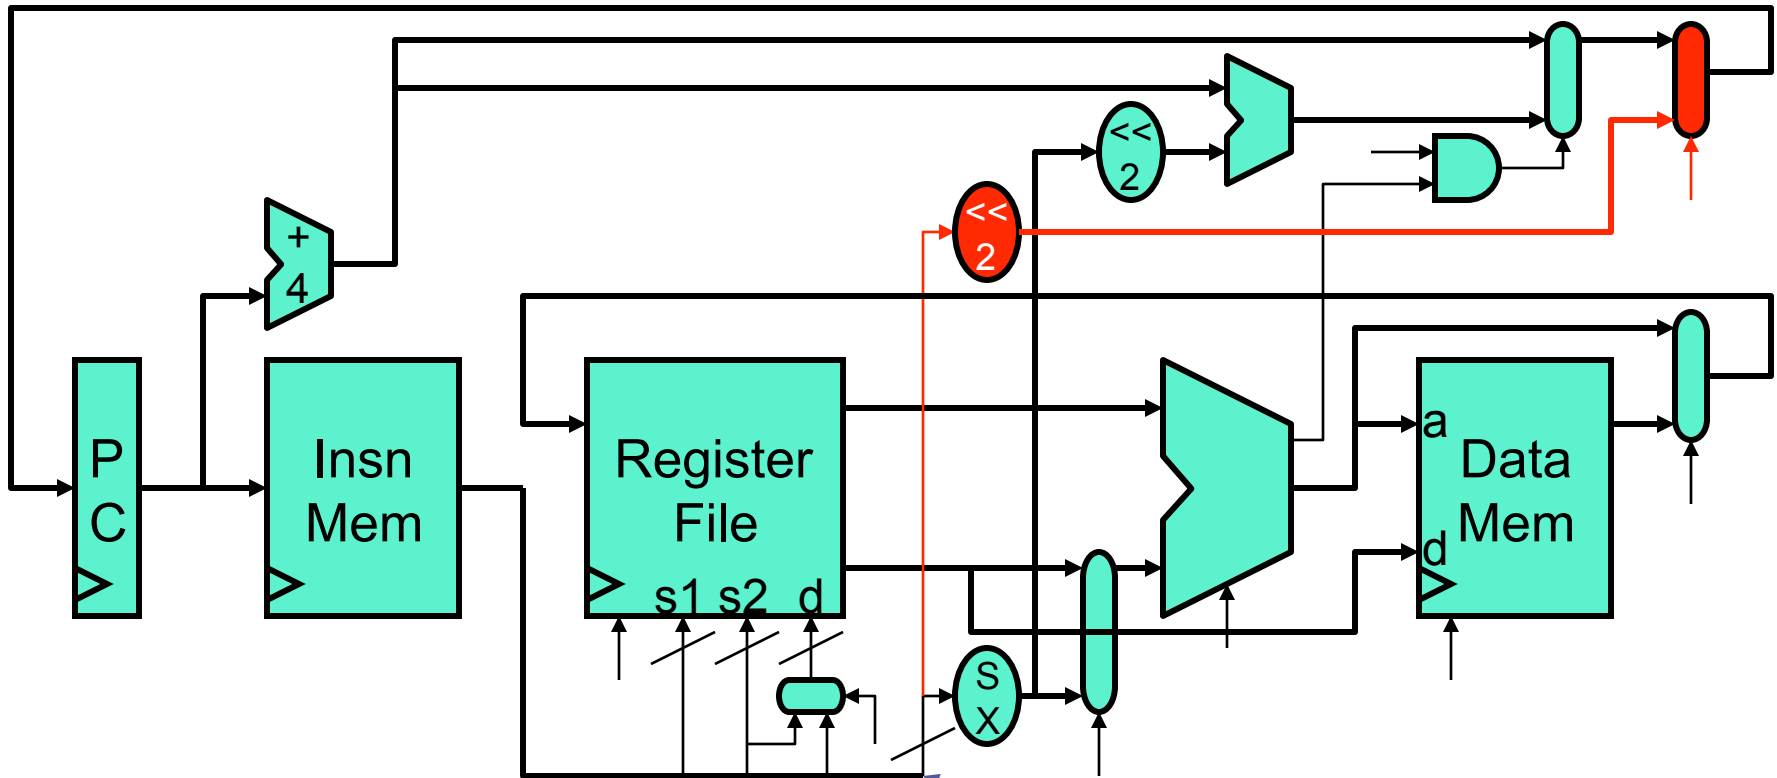 <<
2
<<
2
+
4
P
C
Insn
Mem
Register
File
s1 s2 d
S
X
a
d
Data
Mem